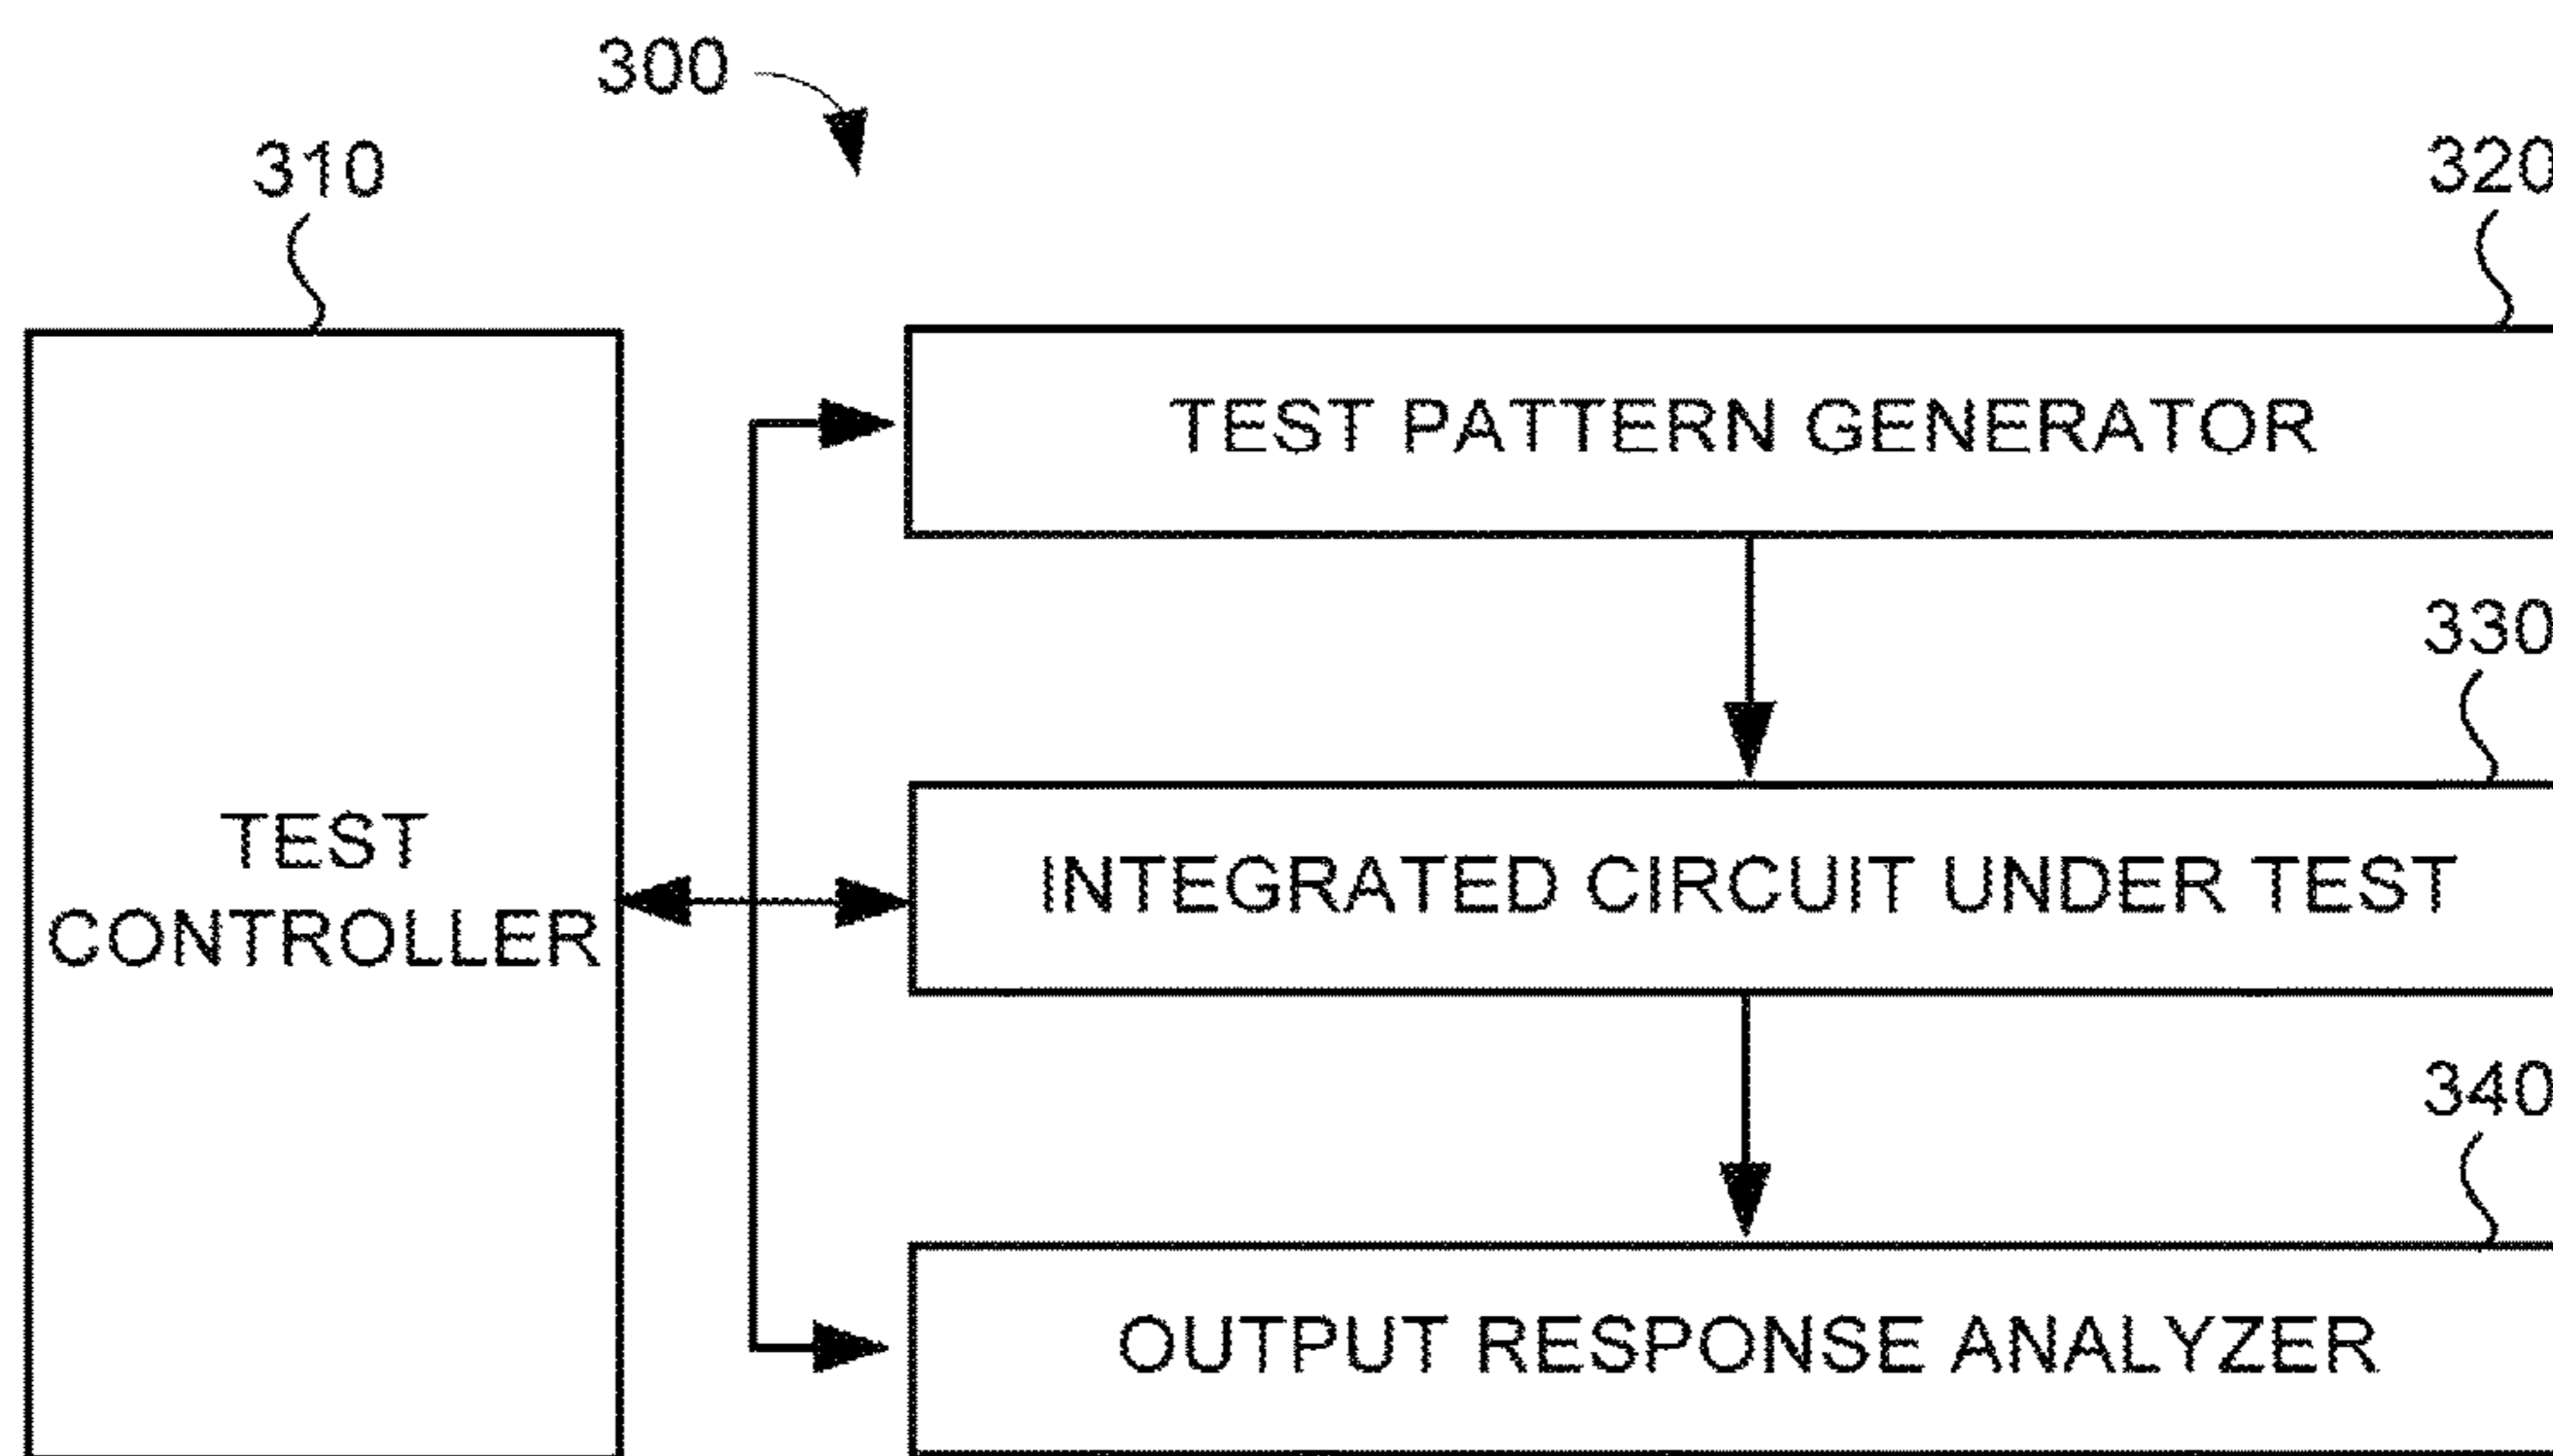 300
310
320
TEST PATTERN GENERATOR
330
TEST
CONTROLLER
INTEGRATED CIRCUIT UNDER TEST
340
OUTPUT RESPONSE ANALYZER